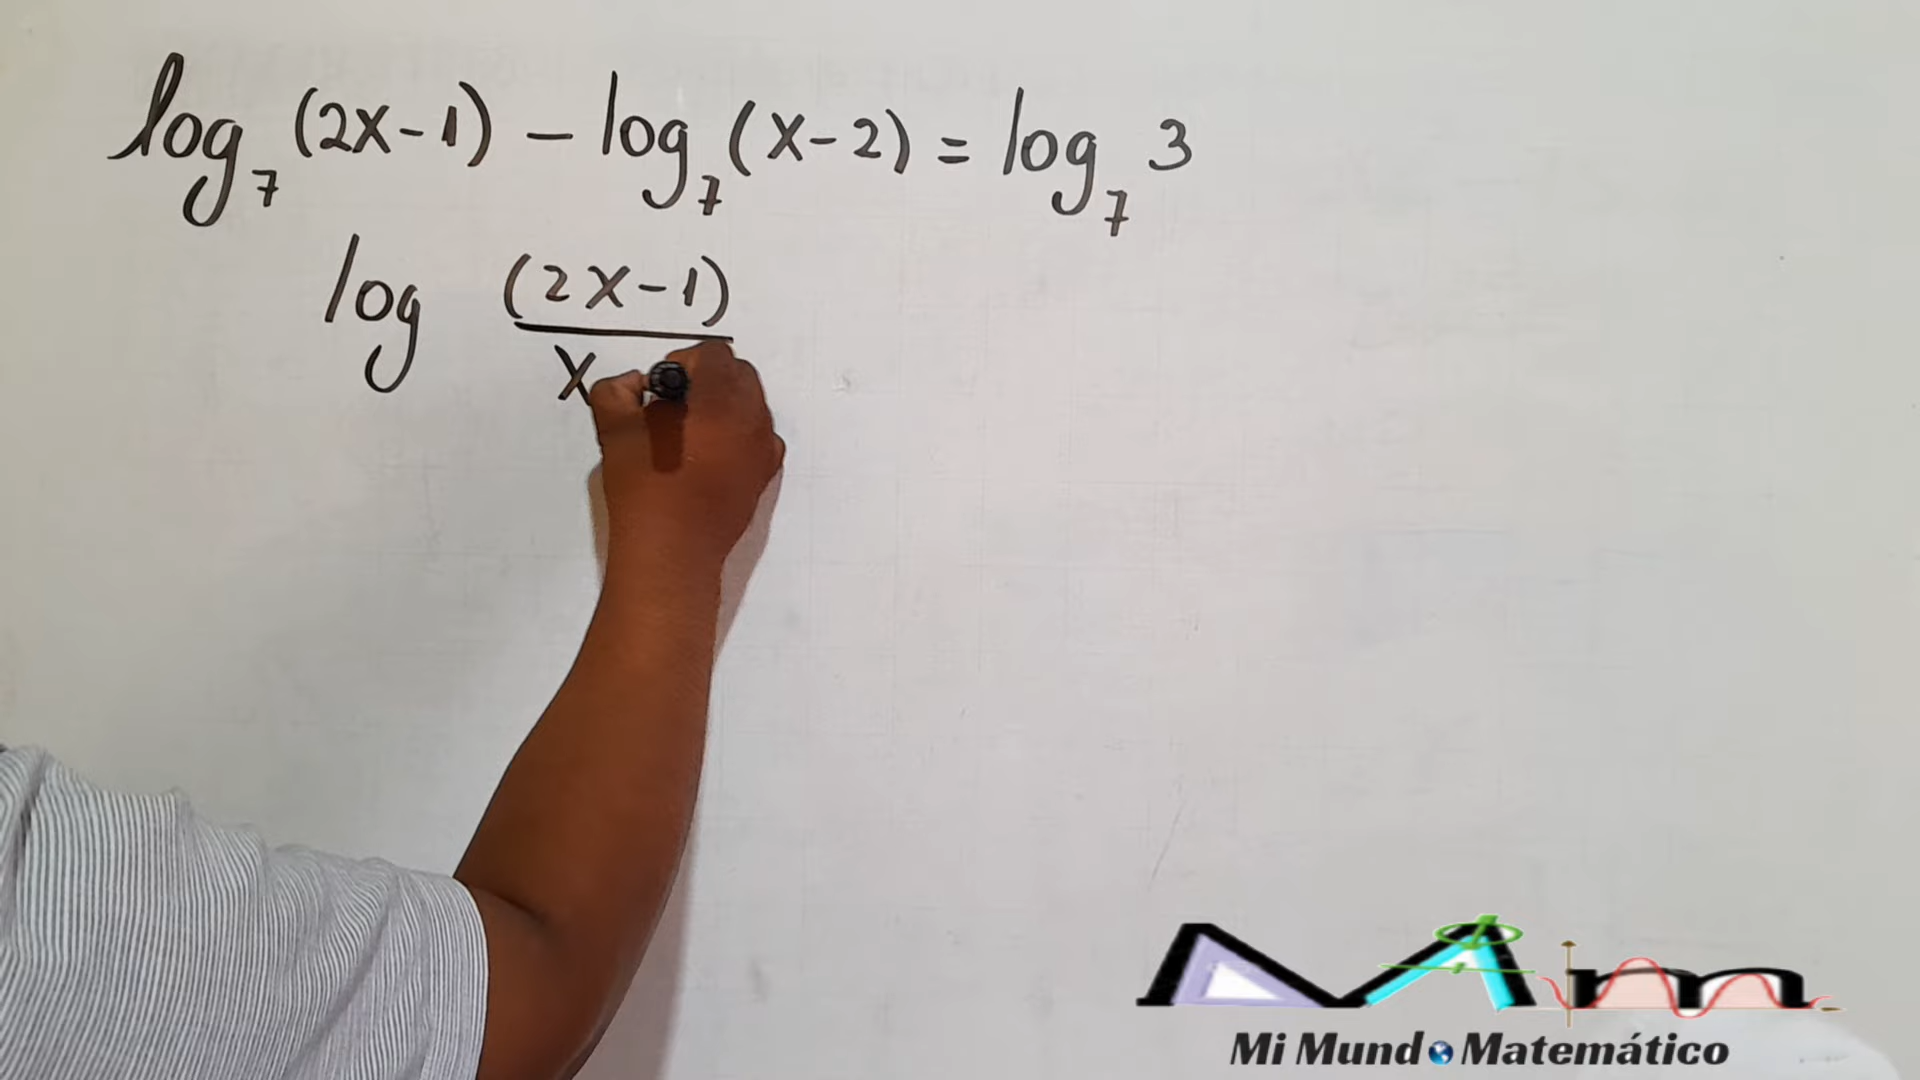 log₇ (2x-1) - log₇ (x-2) = log₇ 3
log (2x-1)
x
Mi Mundo Matemático